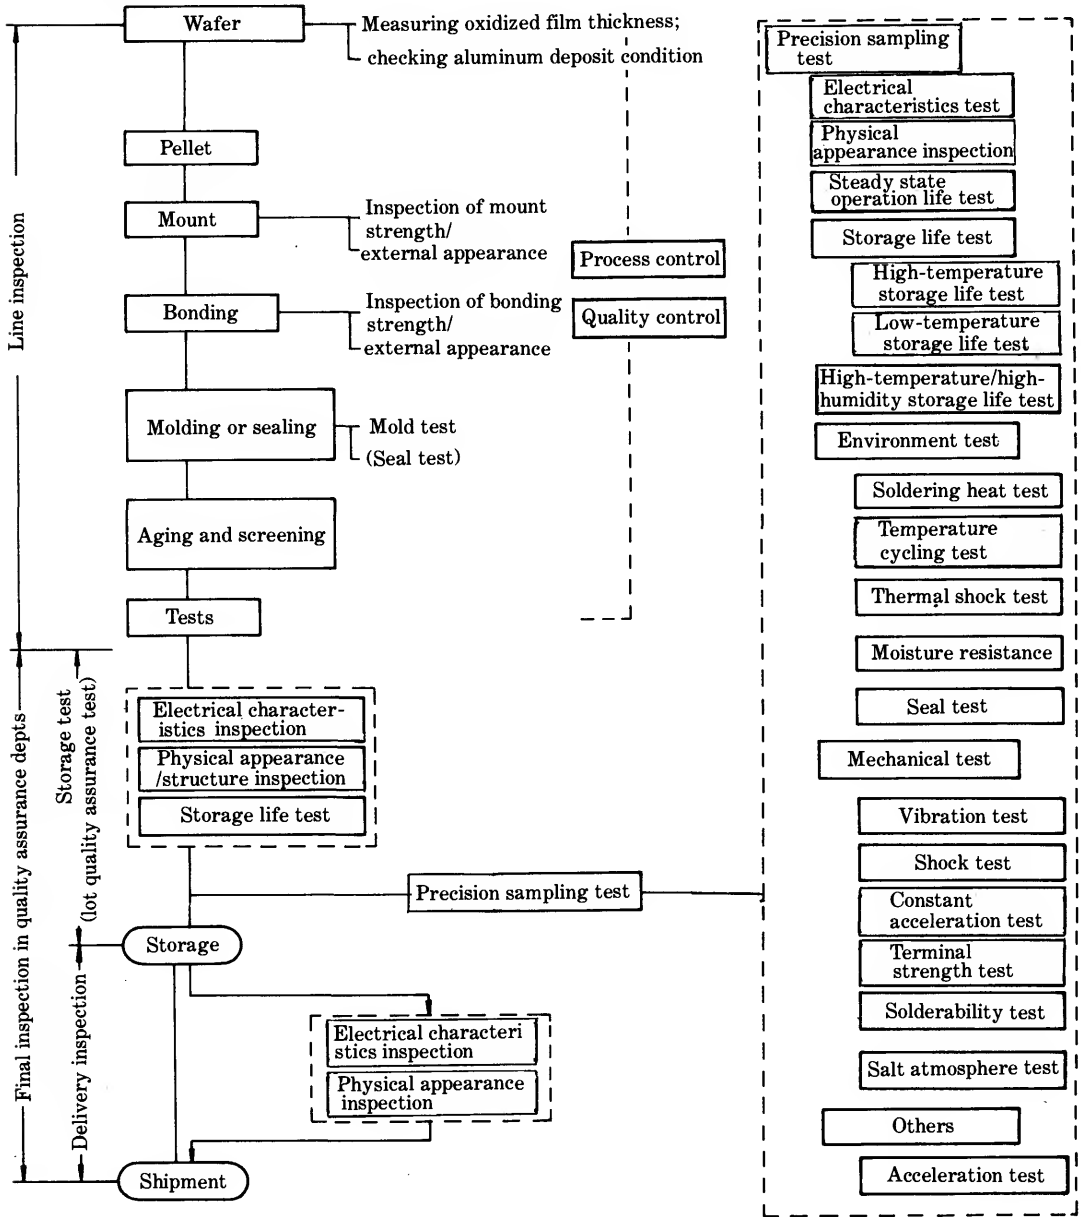 Wafer
Measuring oxidized film thickness;
checking aluminum deposit condition
Pellet
Mount
Inspection of mount
strength/
external appearance
Process control
Bonding
Inspection of bonding
strength/
external appearance
Quality control
Molding or sealing
Mold test
(Seal test)
Aging and screening
Tests
Line inspection
Final inspection in quality assurance depts
Storage test
(lot quality assurance test)
Delivery inspection
Electrical character-
istics inspection
Physical appearance
/structure inspection
Storage life test
Precision sampling test
Storage
Electrical characteri
stics inspection
Physical appearance
inspection
Shipment
Precision sampling
test
Electrical
characteristics test
Physical
appearance inspection
Steady state
operation life test
Storage life test
High-temperature
storage life test
Low-temperature
storage life test
High-temperature/high-
humidity storage life test
Environment test
Soldering heat test
Temperature
cycling test
Thermal shock test
Moisture resistance
Seal test
Mechanical test
Vibration test
Shock test
Constant
acceleration test
Terminal
strength test
Solderability test
Salt atmosphere test
Others
Acceleration test